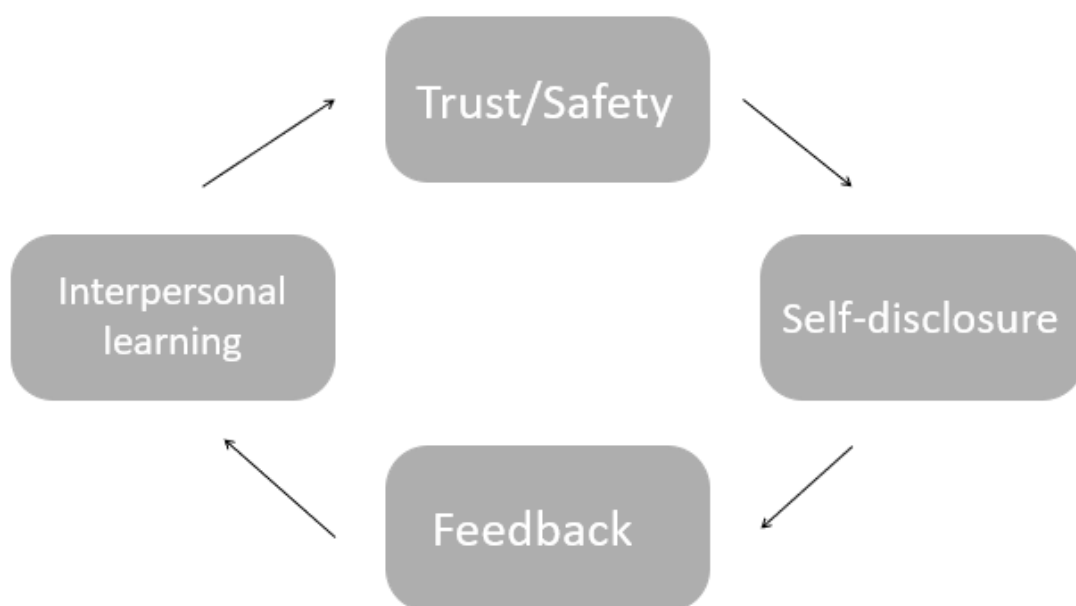 Trust/Safety
Self-disclosure
Feedback
Interpersonal
learning